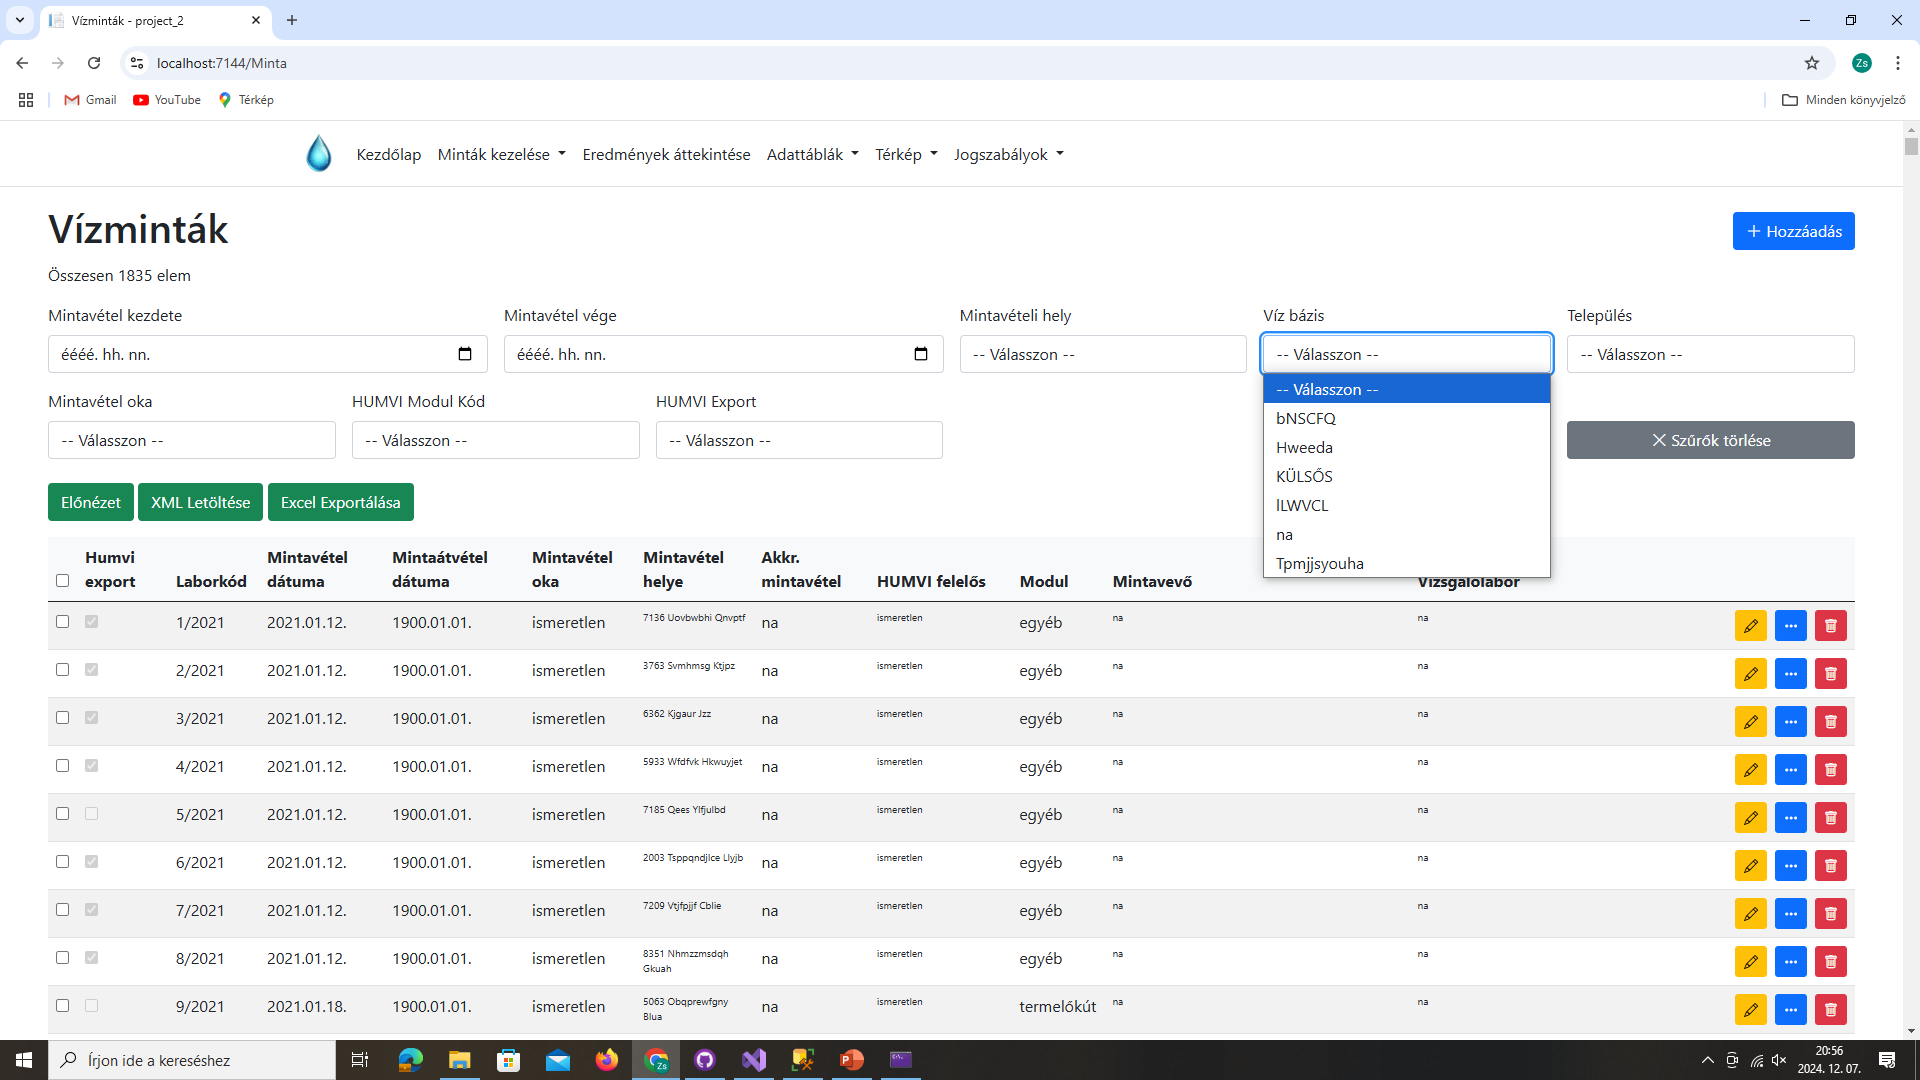 Vízminták - project_2
localhost:7144/Minta
Zs
Gmail YouTube Térkép Minden könyvjelző
Kezdőlap Minták kezelése Eredmények áttekintése Adattáblák Térkép Jogszabályok
Vízminták
+ Hozzáadás
Összesen 1835 elem
Mintavétel kezdete Mintavétel vége Mintavételi hely Víz bázis Település
éééé. hh. nn. éééé. hh. nn. -- Válasszon -- -- Válasszon -- -- Válasszon --
-- Válasszon --
bNSCFQ
Hweeda
KÜLSŐS
lLWVCL
na
Tpmjjsyouha
Mintavétel oka HUMVI Modul Kód HUMVI Export
-- Válasszon -- -- Válasszon -- -- Válasszon -- Szűrők törlése
Előnézet XML Letöltése Excel Exportálása
Humvi export Laborkód Mintavétel dátuma Mintaátvétel dátuma Mintavétel oka Mintavétel helye Akkr. mintavétel HUMVI felelős Modul Mintavevő Vizsgálólabor
1/2021 2021.01.12. 1900.01.01. ismeretlen 7136 Uovbwbhi Qnvptf na ismeretlen egyéb na na
2/2021 2021.01.12. 1900.01.01. ismeretlen 3763 Svmhmsg Ktjpz na ismeretlen egyéb na na
3/2021 2021.01.12. 1900.01.01. ismeretlen 6362 Kjgaur Jzz na ismeretlen egyéb na na
4/2021 2021.01.12. 1900.01.01. ismeretlen 5933 Wfdfvk Hkwuyjet na ismeretlen egyéb na na
5/2021 2021.01.12. 1900.01.01. ismeretlen 7185 Qees Ylfjulbd na ismeretlen egyéb na na
6/2021 2021.01.12. 1900.01.01. ismeretlen 2003 Tsppqndjlce Llyjb na ismeretlen egyéb na na
7/2021 2021.01.12. 1900.01.01. ismeretlen 7209 Vtjfpjjf Cblie na ismeretlen egyéb na na
8/2021 2021.01.12. 1900.01.01. ismeretlen 8351 Nhmzzmsdqh Gkuah na ismeretlen egyéb na na
9/2021 2021.01.18. 1900.01.01. ismeretlen 5063 Obqprewfgny Blua na ismeretlen termelőkút na na
Írjon ide a kereséshez
20:56
2024. 12. 07.